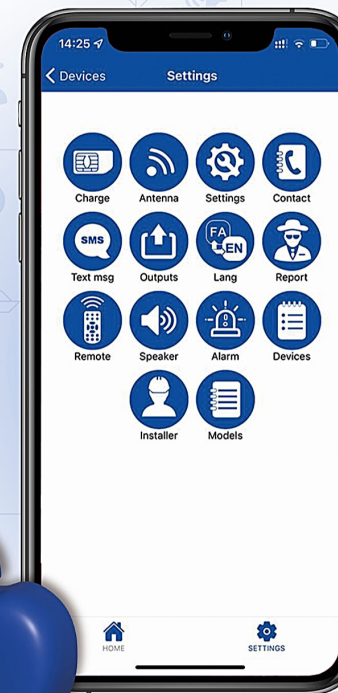 14:25
Devices Settings
Charge Antenna Settings Contact
SMS
FA
EN
Text msg Outputs Lang Report
Remote Speaker Alarm Devices
Installer Models
HOME SETTINGS